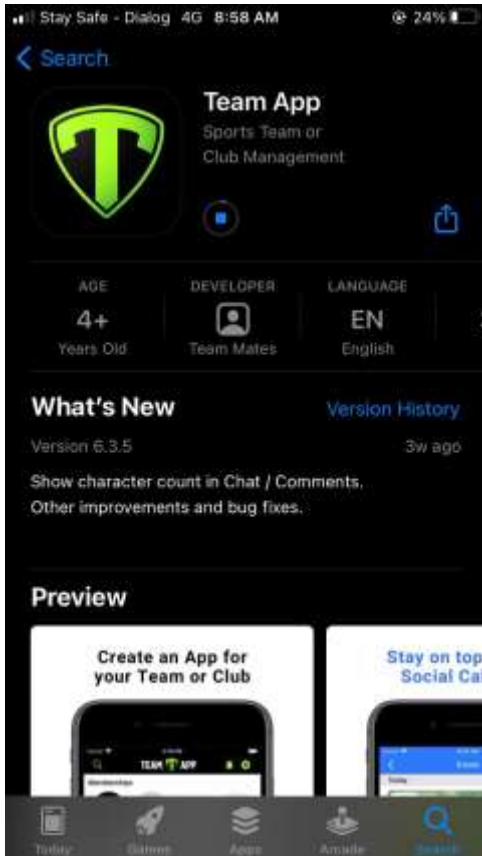 Stay Safe - Dialog 4G 8:58 AM 24%
Search
Team App
Sports Team or
Club Management
AGE DEVELOPER LANGUAGE
4+ EN
Years Old Team Mates English
What's New Version History
Version 6.3.5 3w ago
Show character count in Chat / Comments.
Other improvements and bug fixes.
Preview
Create an App for
your Team or Club
Stay on top
Social Cal
TEAM APP
Today Games Apps Arcade Search